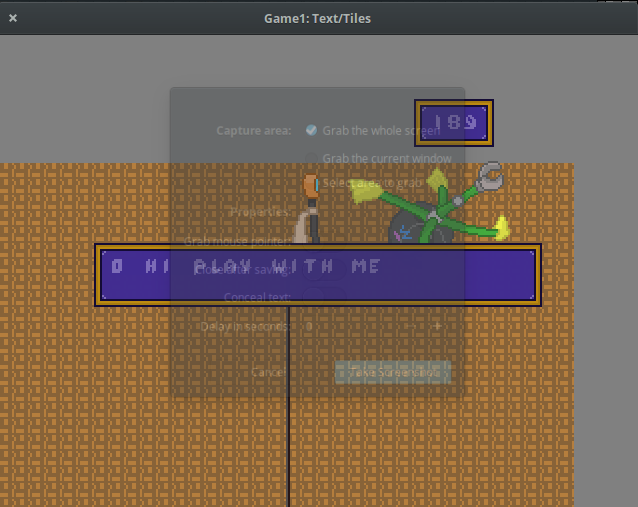 Game1: Text/Tiles
189
Capture area:
Grab the whole screen
Grab the current window
Select area to grab
Properties:
Grab mouse pointer:
O HI PLAY WITH ME
Close after saving:
Conceal text:
Delay in seconds:
0
Cancel
Take Screenshot